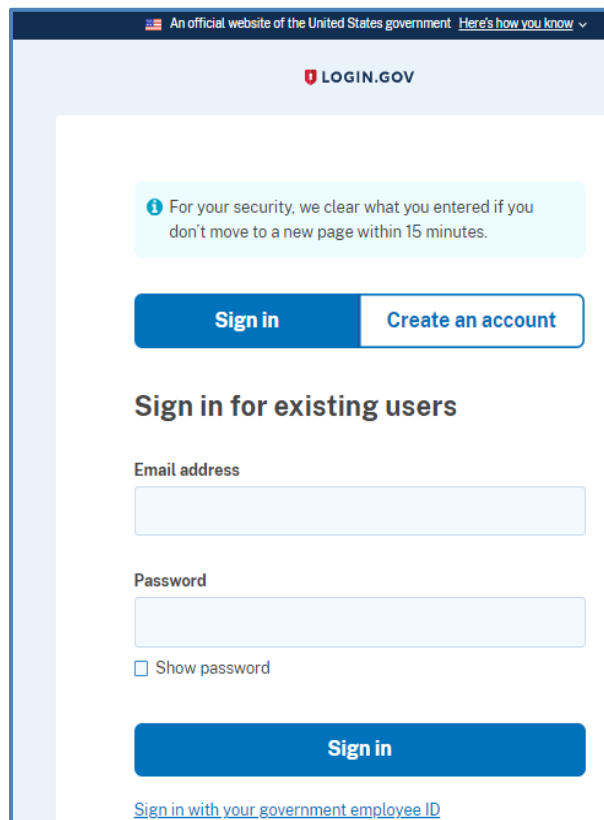 An official website of the United States government Here's how you know
LOGIN.GOV
For your security, we clear what you entered if you
don't move to a new page within 15 minutes.
Sign in
Create an account
Sign in for existing users
Email address
Password
Show password
Sign in
Sign in with your government employee ID